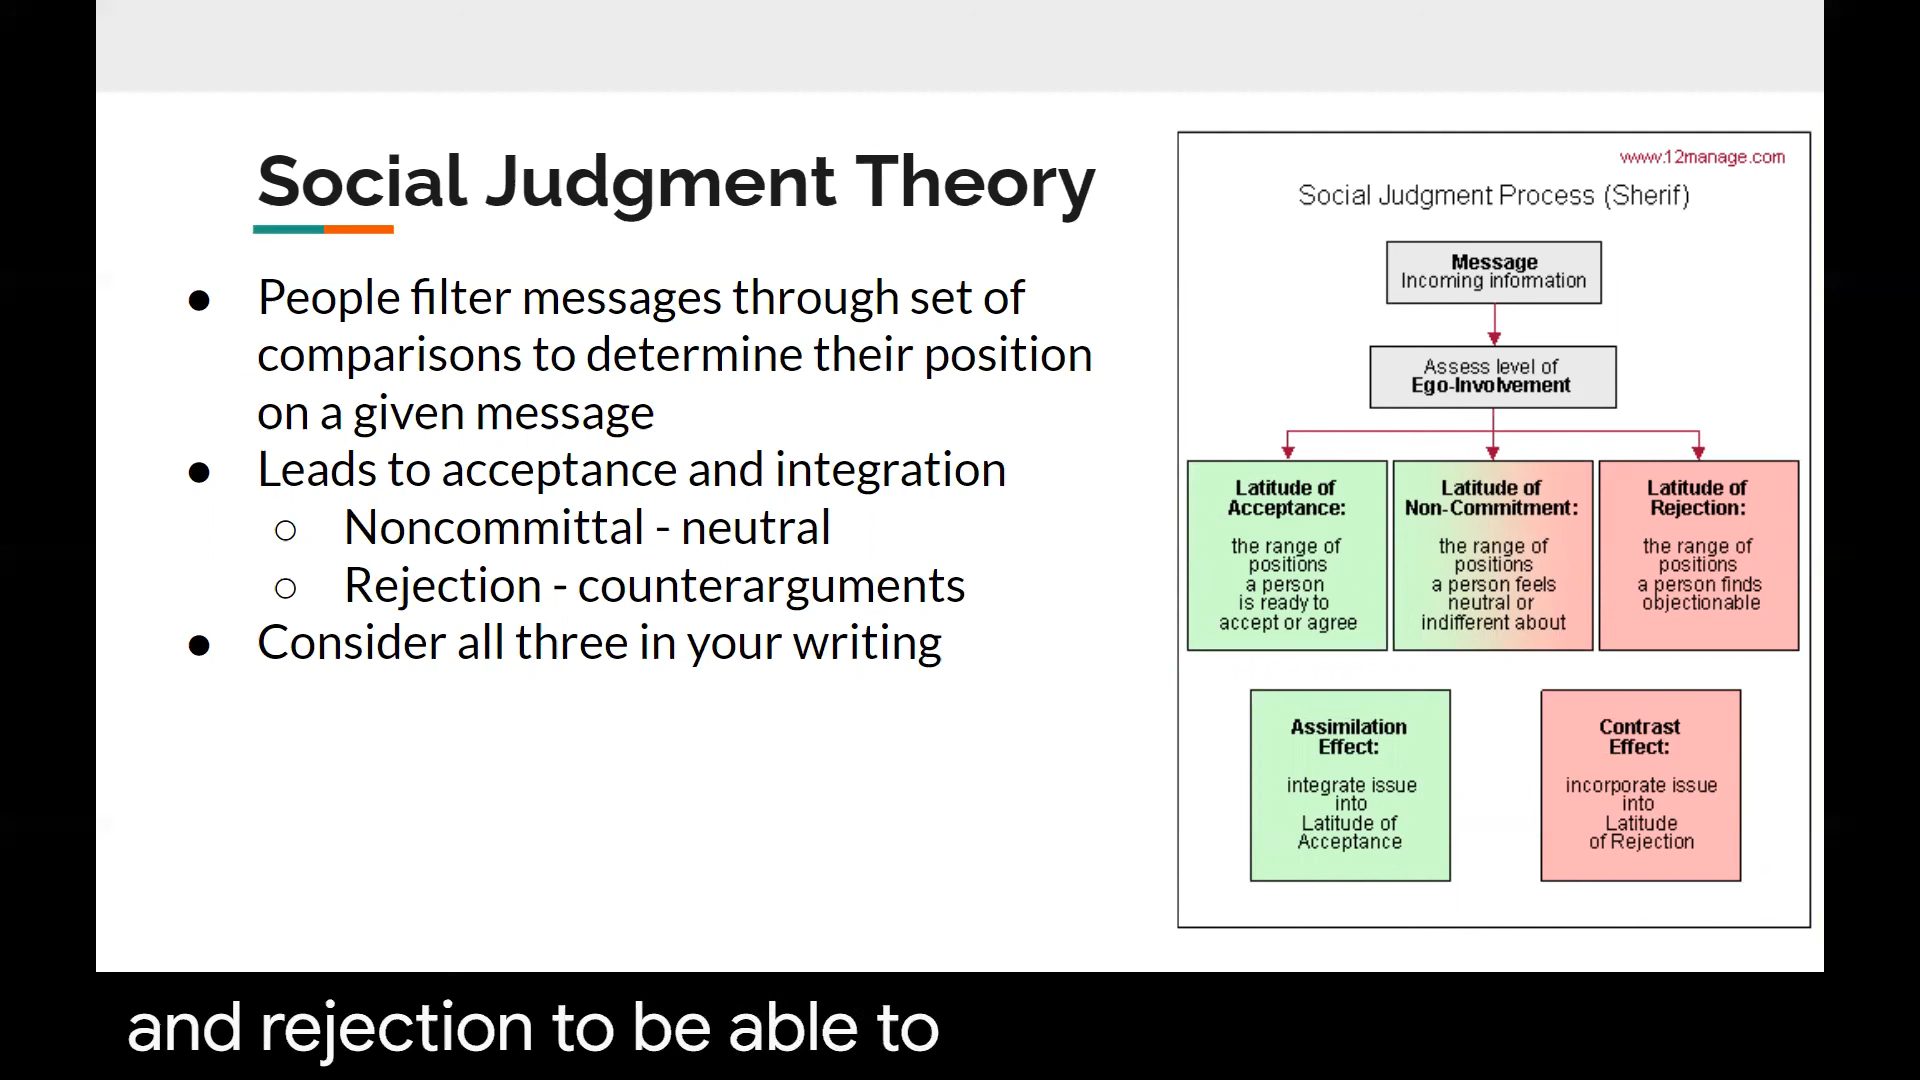 Social Judgment Theory
● People filter messages through set of
comparisons to determine their position
on a given message
● Leads to acceptance and integration
○ Noncommittal - neutral
○ Rejection - counterarguments
● Consider all three in your writing
www.12manage.com
Social Judgment Process (Sherif)
Message
Incoming information
Assess level of
Ego-Involvement
Latitude of
Acceptance:
the range of
positions
a person
is ready to
accept or agree
Latitude of
Non-Commitment:
the range of
positions
a person feels
neutral or
indifferent about
Latitude of
Rejection:
the range of
positions
a person finds
objectionable
Assimilation
Effect:
integrate issue
into
Latitude of
Acceptance
Contrast
Effect:
incorporate issue
into
Latitude
of Rejection
and rejection to be able to